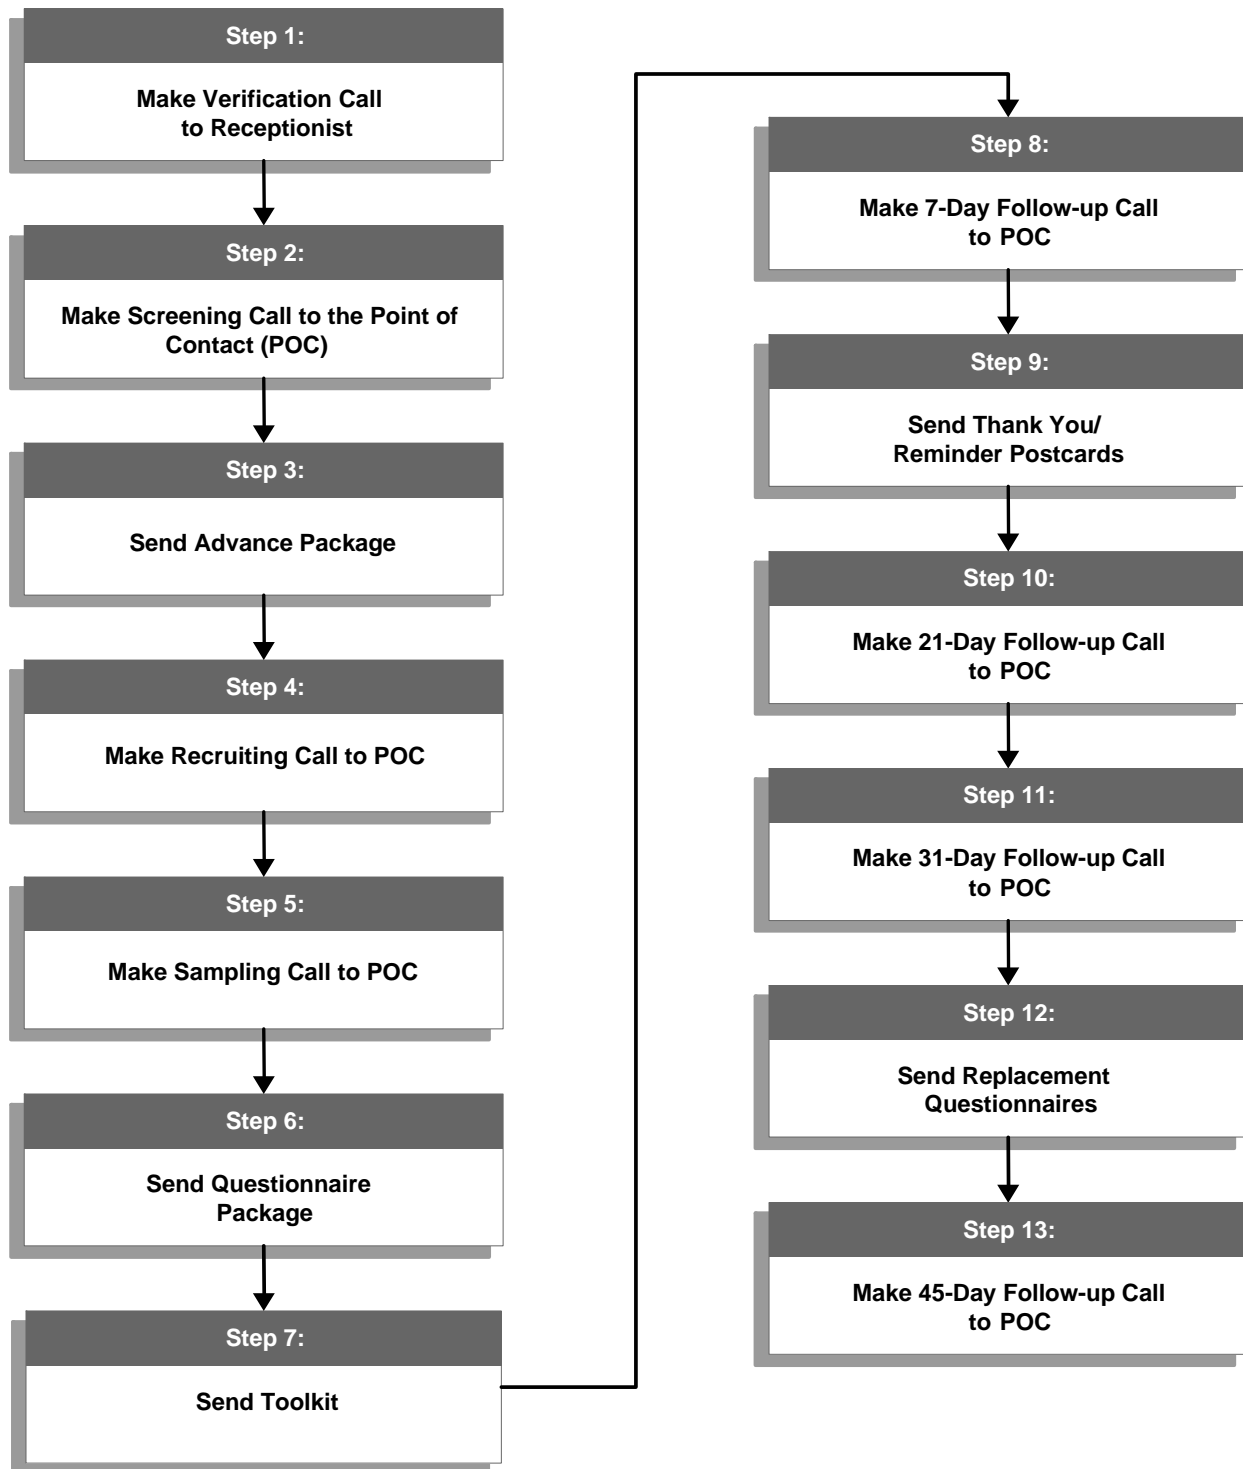 Step 1:
Make Verification Call
to Receptionist
Step 2:
Make Screening Call to the Point of
Contact (POC)
Step 3:
Send Advance Package
Step 4:
Make Recruiting Call to POC
Step 5:
Make Sampling Call to POC
Step 6:
Send Questionnaire
Package
Step 7:
Send Toolkit
Step 8:
Make 7-Day Follow-up Call
to POC
Step 9:
Send Thank You/
Reminder Postcards
Step 10:
Make 21-Day Follow-up Call
to POC
Step 11:
Make 31-Day Follow-up Call
to POC
Step 12:
Send Replacement
Questionnaires
Step 13:
Make 45-Day Follow-up Call
to POC